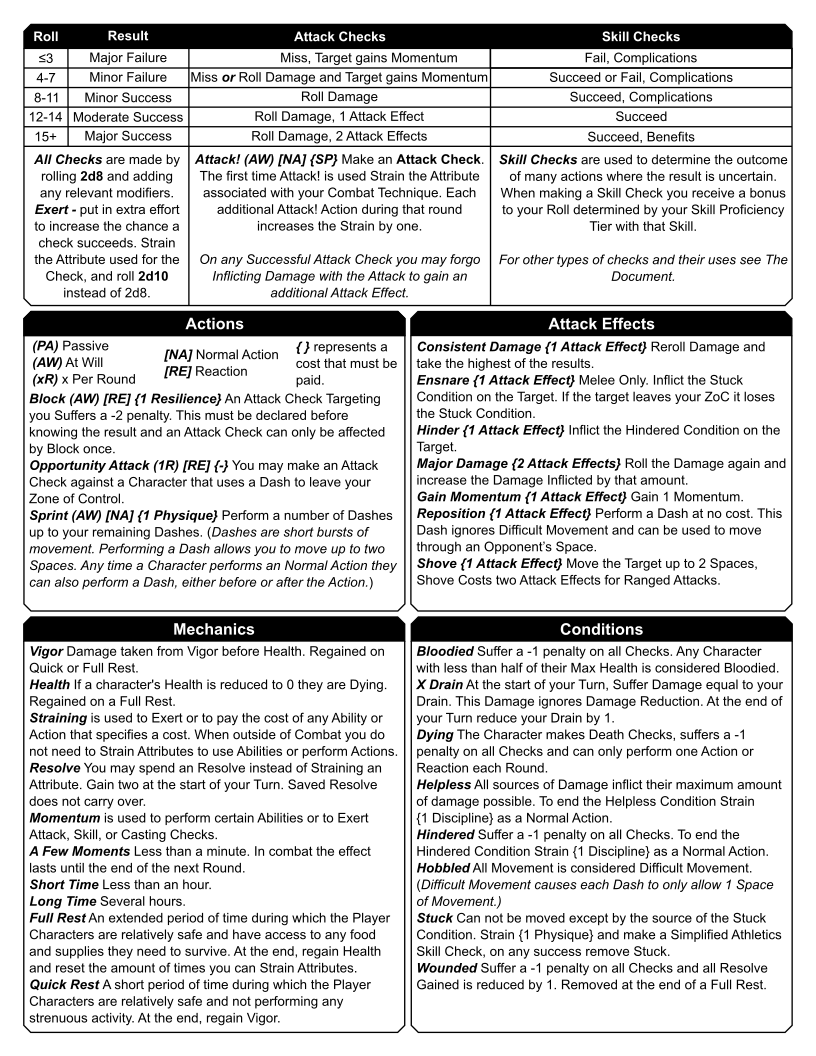 Roll Result Attack Checks Skill Checks
≤3 Major Failure Miss, Target gains Momentum Fail, Complications
4-7 Minor Failure Miss or Roll Damage and Target gains Momentum Succeed or Fail, Complications
8-11 Minor Success Roll Damage Succeed, Complications
12-14 Moderate Success Roll Damage, 1 Attack Effect Succeed
15+ Major Success Roll Damage, 2 Attack Effects Succeed, Benefits
All Checks are made by
rolling 2d8 and adding
any relevant modifiers.
Exert - put in extra effort
to increase the chance a
check succeeds. Strain
the Attribute used for the
Check, and roll 2d10
instead of 2d8.
Attack! (AW) [NA] {SP} Make an Attack Check.
The first time Attack! is used Strain the Attribute
associated with your Combat Technique. Each
additional Attack! Action during that round
increases the Strain by one.
On any Successful Attack Check you may forgo
Inflicting Damage with the Attack to gain an
additional Attack Effect.
Skill Checks are used to determine the outcome
of many actions where the result is uncertain.
When making a Skill Check you receive a bonus
to your Roll determined by your Skill Proficiency
Tier with that Skill.
For other types of checks and their uses see The
Document.
Actions
(PA) Passive
(AW) At Will
(xR) x Per Round
[NA] Normal Action
[RE] Reaction
{ } represents a
cost that must be
paid.
Block (AW) [RE] {1 Resilience} An Attack Check Targeting
you Suffers a -2 penalty. This must be declared before
knowing the result and an Attack Check can only be affected
by Block once.
Opportunity Attack (1R) [RE] {-} You may make an Attack
Check against a Character that uses a Dash to leave your
Zone of Control.
Sprint (AW) [NA] {1 Physique} Perform a number of Dashes
up to your remaining Dashes. (Dashes are short bursts of
movement. Performing a Dash allows you to move up to two
Spaces. Any time a Character performs an Normal Action they
can also perform a Dash, either before or after the Action.)
Attack Effects
Consistent Damage {1 Attack Effect} Reroll Damage and
take the highest of the results.
Ensnare {1 Attack Effect} Melee Only. Inflict the Stuck
Condition on the Target. If the target leaves your ZoC it loses
the Stuck Condition.
Hinder {1 Attack Effect} Inflict the Hindered Condition on the
Target.
Major Damage {2 Attack Effects} Roll the Damage again and
increase the Damage Inflicted by that amount.
Gain Momentum {1 Attack Effect} Gain 1 Momentum.
Reposition {1 Attack Effect} Perform a Dash at no cost. This
Dash ignores Difficult Movement and can be used to move
through an Opponent's Space.
Shove {1 Attack Effect} Move the Target up to 2 Spaces,
Shove Costs two Attack Effects for Ranged Attacks.
Mechanics
Vigor Damage taken from Vigor before Health. Regained on
Quick or Full Rest.
Health If a character's Health is reduced to 0 they are Dying.
Regained on a Full Rest.
Straining is used to Exert or to pay the cost of any Ability or
Action that specifies a cost. When outside of Combat you do
not need to Strain Attributes to use Abilities or perform Actions.
Resolve You may spend an Resolve instead of Straining an
Attribute. Gain two at the start of your Turn. Saved Resolve
does not carry over.
Momentum is used to perform certain Abilities or to Exert
Attack, Skill, or Casting Checks.
A Few Moments Less than a minute. In combat the effect
lasts until the end of the next Round.
Short Time Less than an hour.
Long Time Several hours.
Full Rest An extended period of time during which the Player
Characters are relatively safe and have access to any food
and supplies they need to survive. At the end, regain Health
and reset the amount of times you can Strain Attributes.
Quick Rest A short period of time during which the Player
Characters are relatively safe and not performing any
strenuous activity. At the end, regain Vigor.
Conditions
Bloodied Suffer a -1 penalty on all Checks. Any Character
with less than half of their Max Health is considered Bloodied.
X Drain At the start of your Turn, Suffer Damage equal to your
Drain. This Damage ignores Damage Reduction. At the end of
your Turn reduce your Drain by 1.
Dying The Character makes Death Checks, suffers a -1
penalty on all Checks and can only perform one Action or
Reaction each Round.
Helpless All sources of Damage inflict their maximum amount
of damage possible. To end the Helpless Condition Strain
{1 Discipline} as a Normal Action.
Hindered Suffer a -1 penalty on all Checks. To end the
Hindered Condition Strain {1 Discipline} as a Normal Action.
Hobbled All Movement is considered Difficult Movement.
(Difficult Movement causes each Dash to only allow 1 Space
of Movement.)
Stuck Can not be moved except by the source of the Stuck
Condition. Strain {1 Physique} and make a Simplified Athletics
Skill Check, on any success remove Stuck.
Wounded Suffer a -1 penalty on all Checks and all Resolve
Gained is reduced by 1. Removed at the end of a Full Rest.